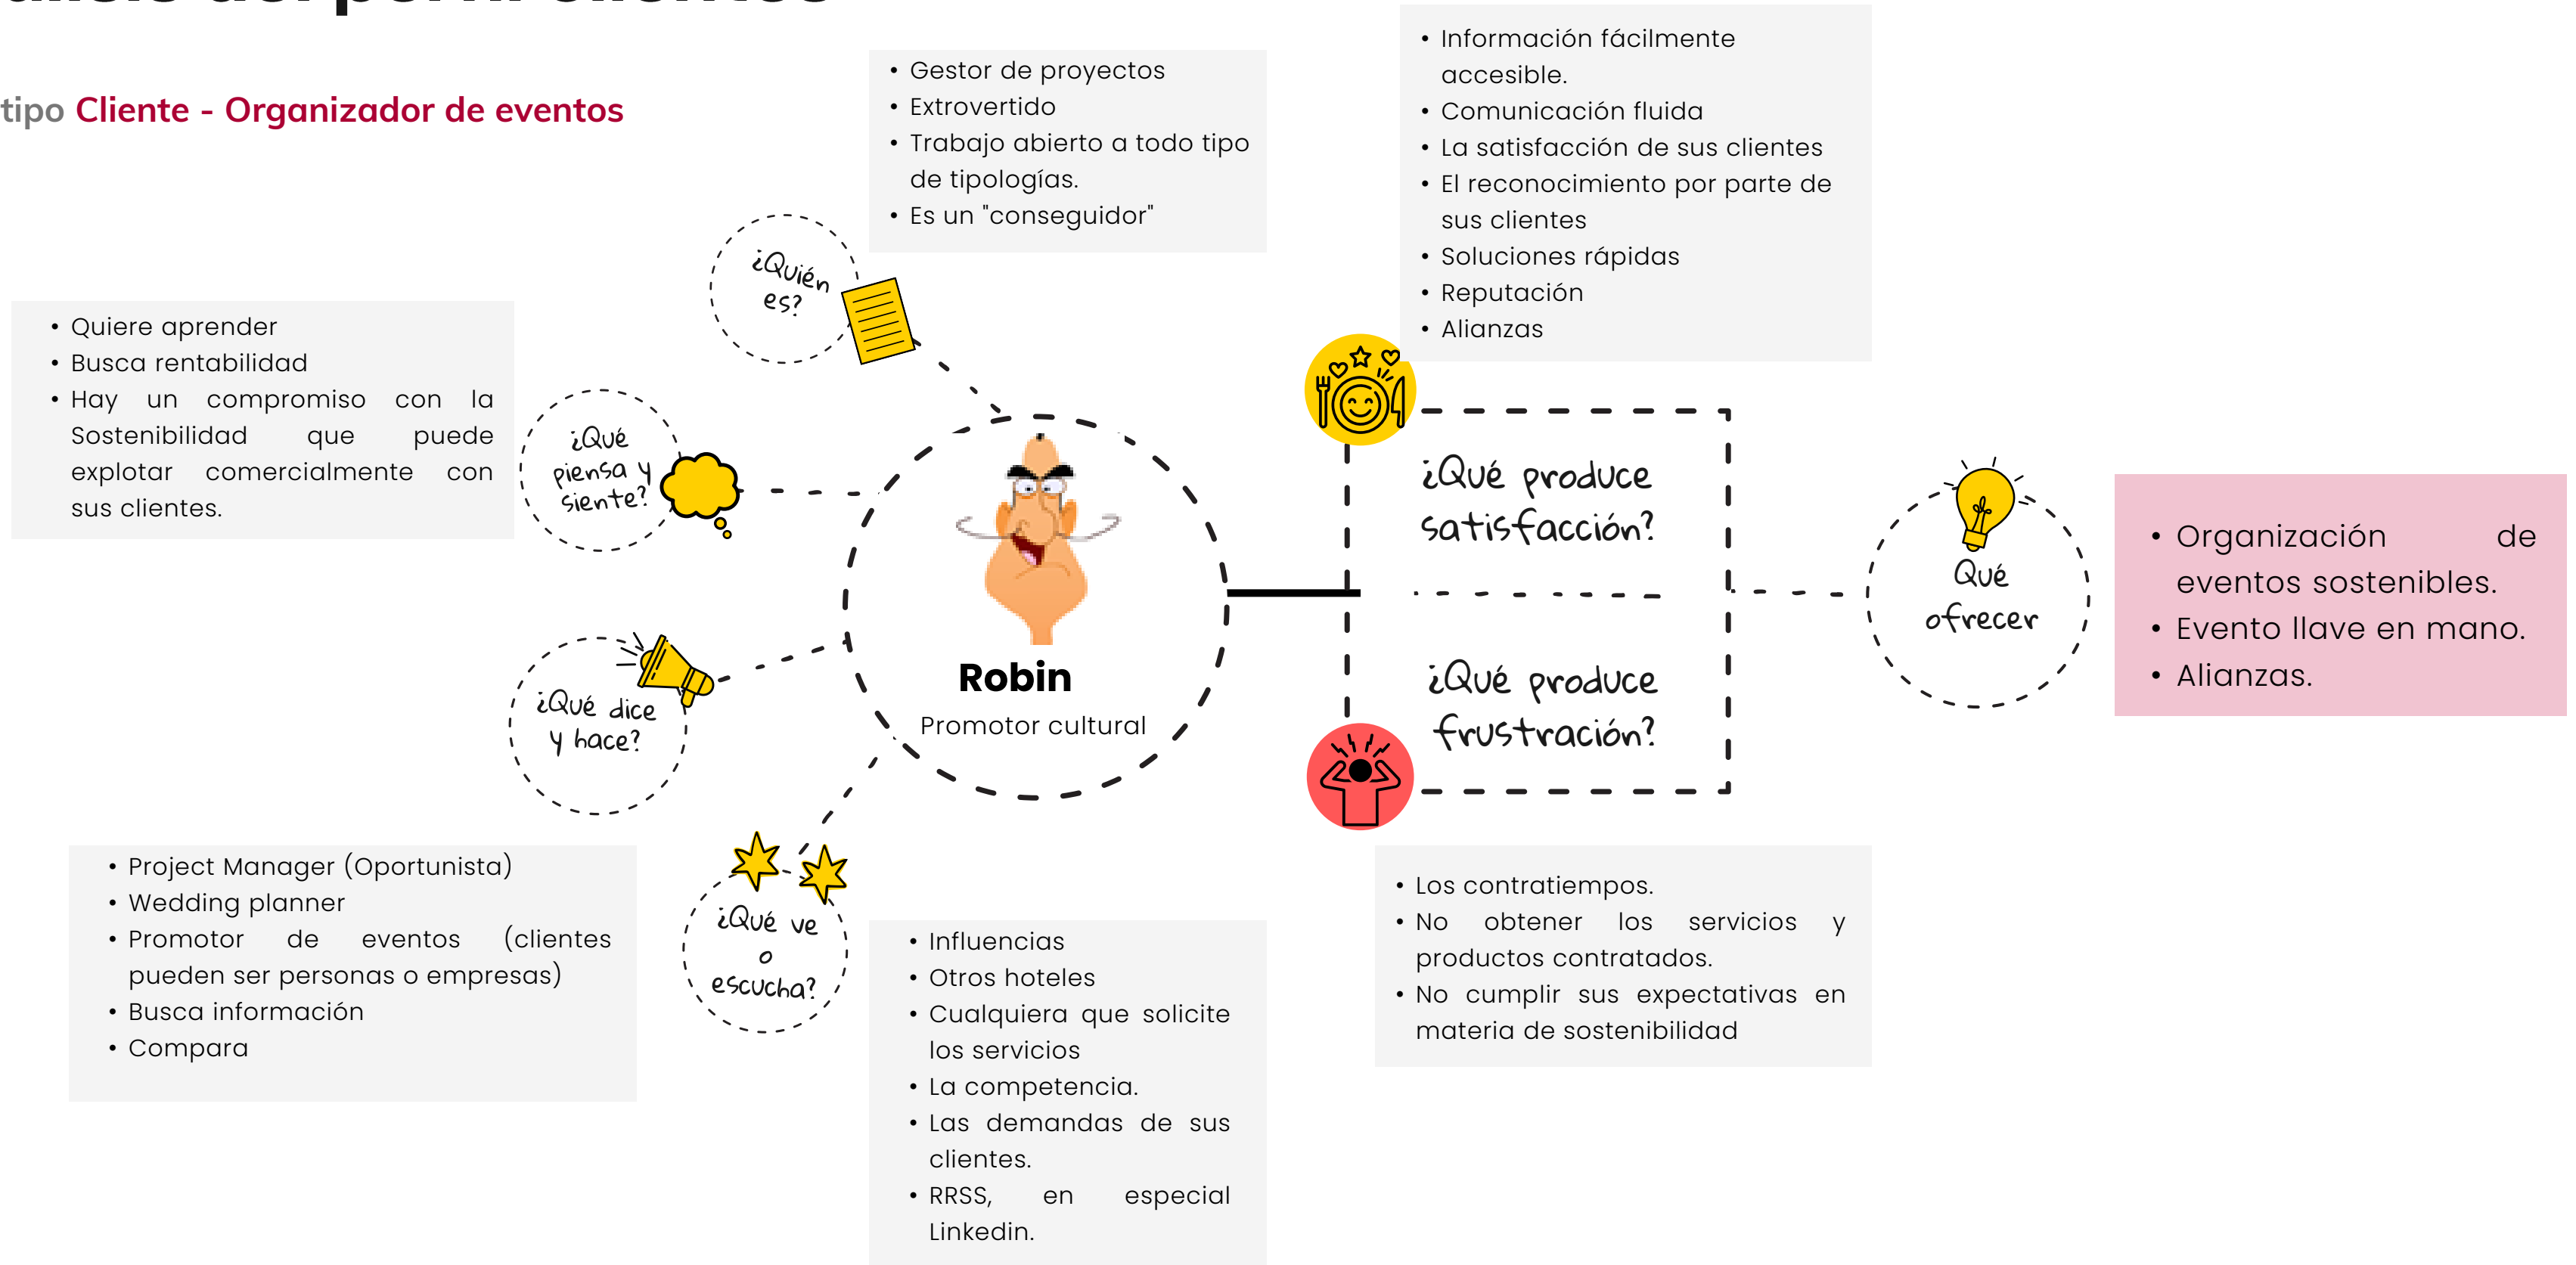 del perfil clientes
tipo Cliente - Organizador de eventos
• Gestor de proyectos
• Extrovertido
• Trabajo abierto a todo tipo
de tipologías.
• Es un "conseguidor"
• Información fácilmente
accesible.
• Comunicación fluida
• La satisfacción de sus clientes
• El reconocimiento por parte de
sus clientes
• Soluciones rápidas
• Reputación
• Alianzas
¿Quién
es?
• Quiere aprender
• Busca rentabilidad
• Hay un compromiso con la
Sostenibilidad que puede
explotar comercialmente con
sus clientes.
¿Qué
piensa y
siente?
¿Qué dice
y hace?
• Project Manager (Oportunista)
• Wedding planner
• Promotor de eventos (clientes
pueden ser personas o empresas)
• Busca información
• Compara
¿Qué ve
o
escucha?
• Influencias
• Otros hoteles
• Cualquiera que solicite
los servicios
• La competencia.
• Las demandas de sus
clientes.
• RRSS, en especial
Linkedin.
Robin
Promotor cultural
¿Qué produce
satisfacción?
¿Qué produce
frustración?
• Los contratiempos.
• No obtener los servicios y
productos contratados.
• No cumplir sus expectativas en
materia de sostenibilidad
Qué
ofrecer
• Organización de
eventos sostenibles.
• Evento llave en mano.
• Alianzas.